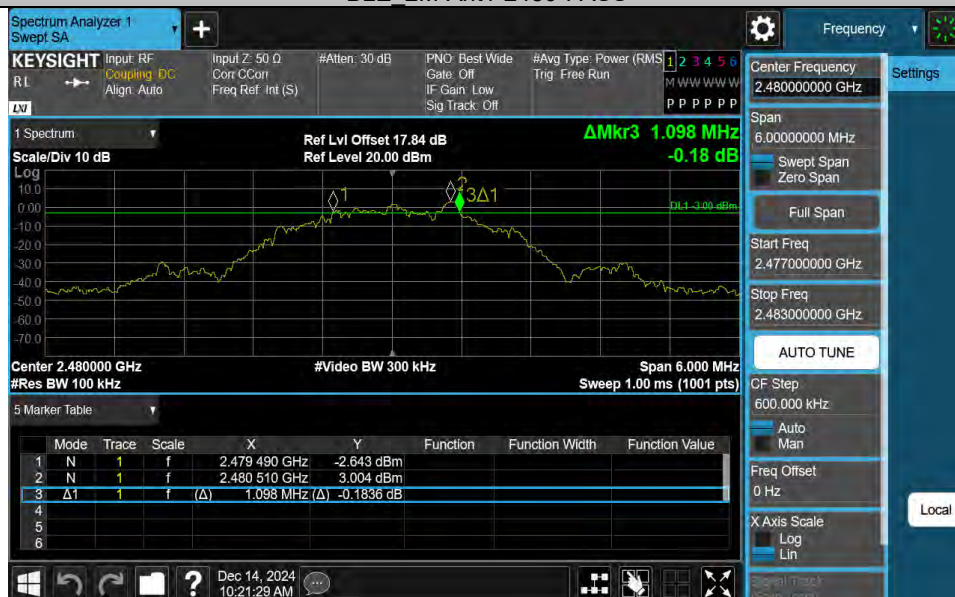 Spectrum Analyzer 1
Swept SA
Frequency
KEYSIGHT
Input: RF
Input Z: 50 Ω
#Atten: 30 dB
PNO: Best Wide
#Avg Type: Power (RMS
1 2 3 4 5 6
RL
Coupling: DC
Corr CCorr
Gate: Off
Trig: Free Run
M WW WW W
Align: Auto
Freq Ref: Int (S)
IF Gain: Low
Sig Track: Off
P P P P P P
LXI
1 Spectrum
Ref Lvl Offset 17.84 dB
ΔMkr3 1.098 MHz
Scale/Div 10 dB
Ref Level 20.00 dBm
-0.18 dB
Log
10.0
0.00
-10.0
-20.0
-30.0
-40.0
-50.0
-60.0
-70.0
1
2
3Δ1
DL1 -3.00 dBm
Center 2.480000 GHz
#Video BW 300 kHz
Span 6.000 MHz
#Res BW 100 kHz
Sweep 1.00 ms (1001 pts)
5 Marker Table
Mode Trace Scale X Y Function Function Width Function Value
1 N 1 f 2.479 490 GHz -2.643 dBm
2 N 1 f 2.480 510 GHz 3.004 dBm
3 Δ1 1 f (Δ) 1.098 MHz (Δ) -0.1836 dB
4
5
6
Dec 14, 2024
10:21:29 AM
Center Frequency
2.480000000 GHz
Settings
Span
6.00000000 MHz
Swept Span
Zero Span
Full Span
Start Freq
2.477000000 GHz
Stop Freq
2.483000000 GHz
AUTO TUNE
CF Step
600.000 kHz
Auto
Man
Freq Offset
0 Hz
Local
X Axis Scale
Log
Lin
Signal Track